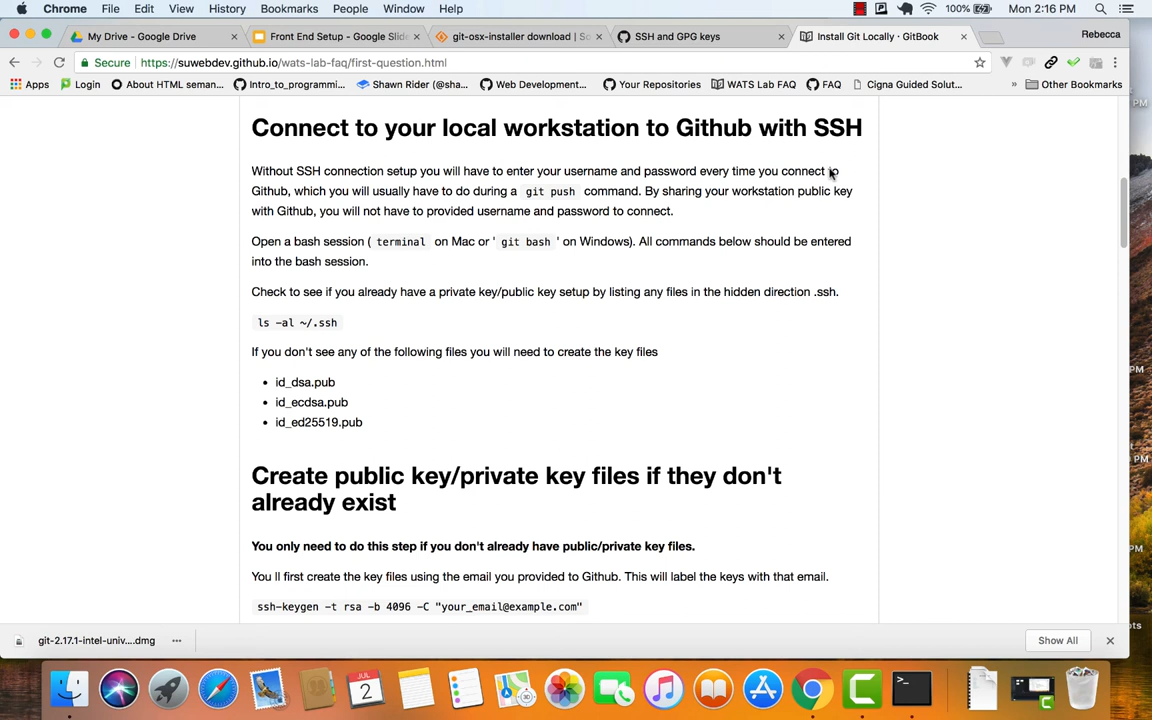 Chrome File Edit View History Bookmarks People Window Help 100% Mon 2:16 PM
My Drive - Google Drive Front End Setup - Google Slide git-osx-installer download | So SSH and GPG keys Install Git Locally · GitBook Rebecca
Secure https://suwebdev.github.io/wats-lab-faq/first-question.html
Apps Login About HTML seman... Intro_to_programmi... Shawn Rider (@sha... Web Development... Your Repositories WATS Lab FAQ FAQ Cigna Guided Solut... » Other Bookmarks
Connect to your local workstation to Github with SSH
Without SSH connection setup you will have to enter your username and password every time you connect to
Github, which you will usually have to do during a git push command. By sharing your workstation public key
with Github, you will not have to provided username and password to connect.
Open a bash session ( terminal on Mac or ' git bash ' on Windows). All commands below should be entered
into the bash session.
Check to see if you already have a private key/public key setup by listing any files in the hidden direction .ssh.
ls -al ~/.ssh
If you don't see any of the following files you will need to create the key files
• id_dsa.pub
• id_ecdsa.pub
• id_ed25519.pub
Create public key/private key files if they don't
already exist
You only need to do this step if you don't already have public/private key files.
You ll first create the key files using the email you provided to Github. This will label the keys with that email.
ssh-keygen -t rsa -b 4096 -C "your_email@example.com"
git-2.17.1-intel-univ....dmg Show All
JUL
2